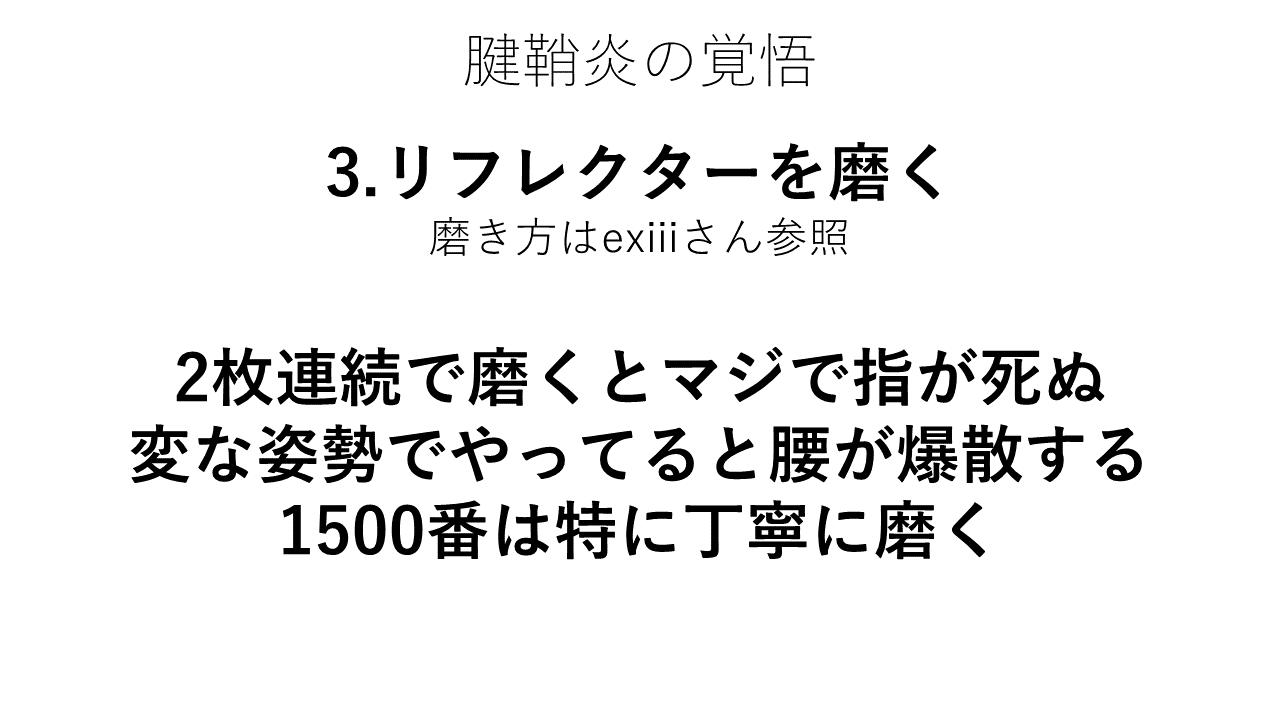 腱鞘炎の覚悟
3.リフレクターを磨く
磨き方はexiiiさん参照
2枚連続で磨くとマジで指が死ぬ
変な姿勢でやってると腰が爆散する
1500番は特に丁寧に磨く